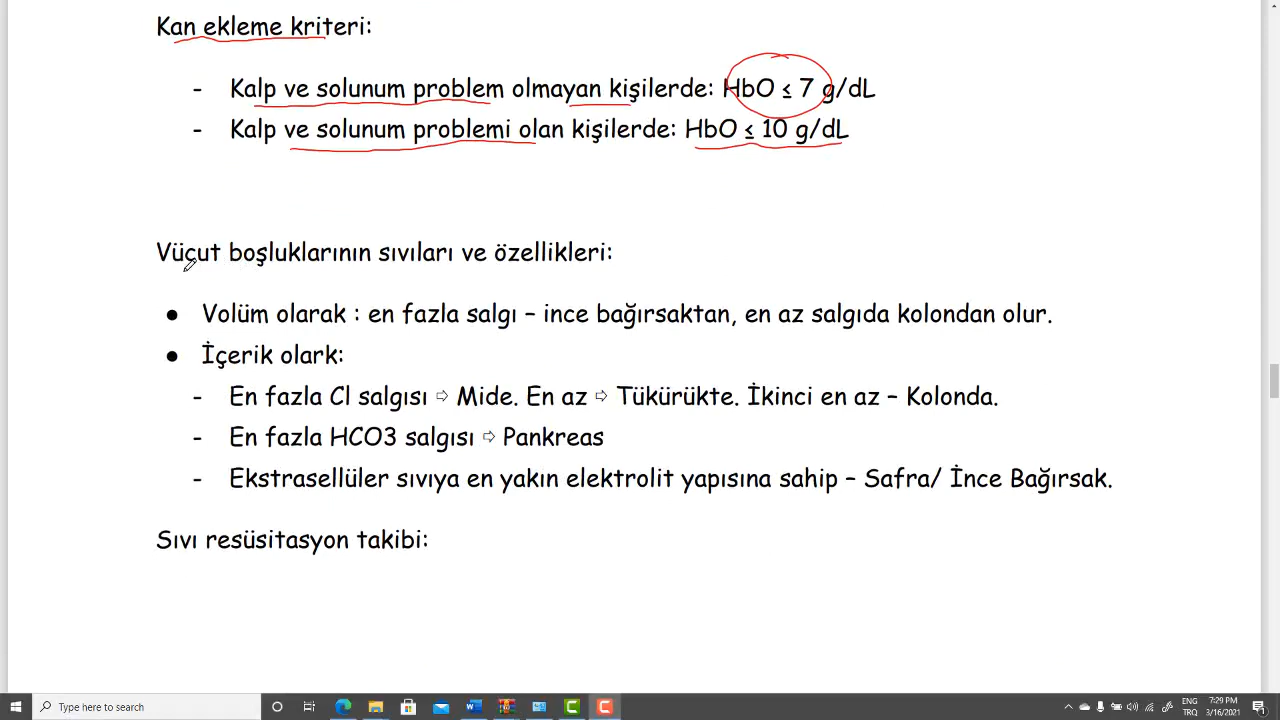 Kan ekleme kriteri:
- Kalp ve solunum problem olmayan kişilerde: HbO ≤ 7 g/dL
- Kalp ve solunum problemi olan kişilerde: HbO ≤ 10 g/dL
Vüçut boşluklarının sıvıları ve özellikleri:
● Volüm olarak : en fazla salgı – ince bağırsaktan, en az salgıda kolondan olur.
● İçerik olark:
- En fazla Cl salgısı ⇨ Mide. En az ⇨ Tükürükte. İkinci en az – Kolonda.
- En fazla HCO3 salgısı ⇨ Pankreas
- Ekstrasellüler sıvıya en yakın elektrolit yapısına sahip – Safra/ İnce Bağırsak.
Sıvı resüsitasyon takibi:
Type here to search
ENG
TRQ
7:29 PM
3/16/2021